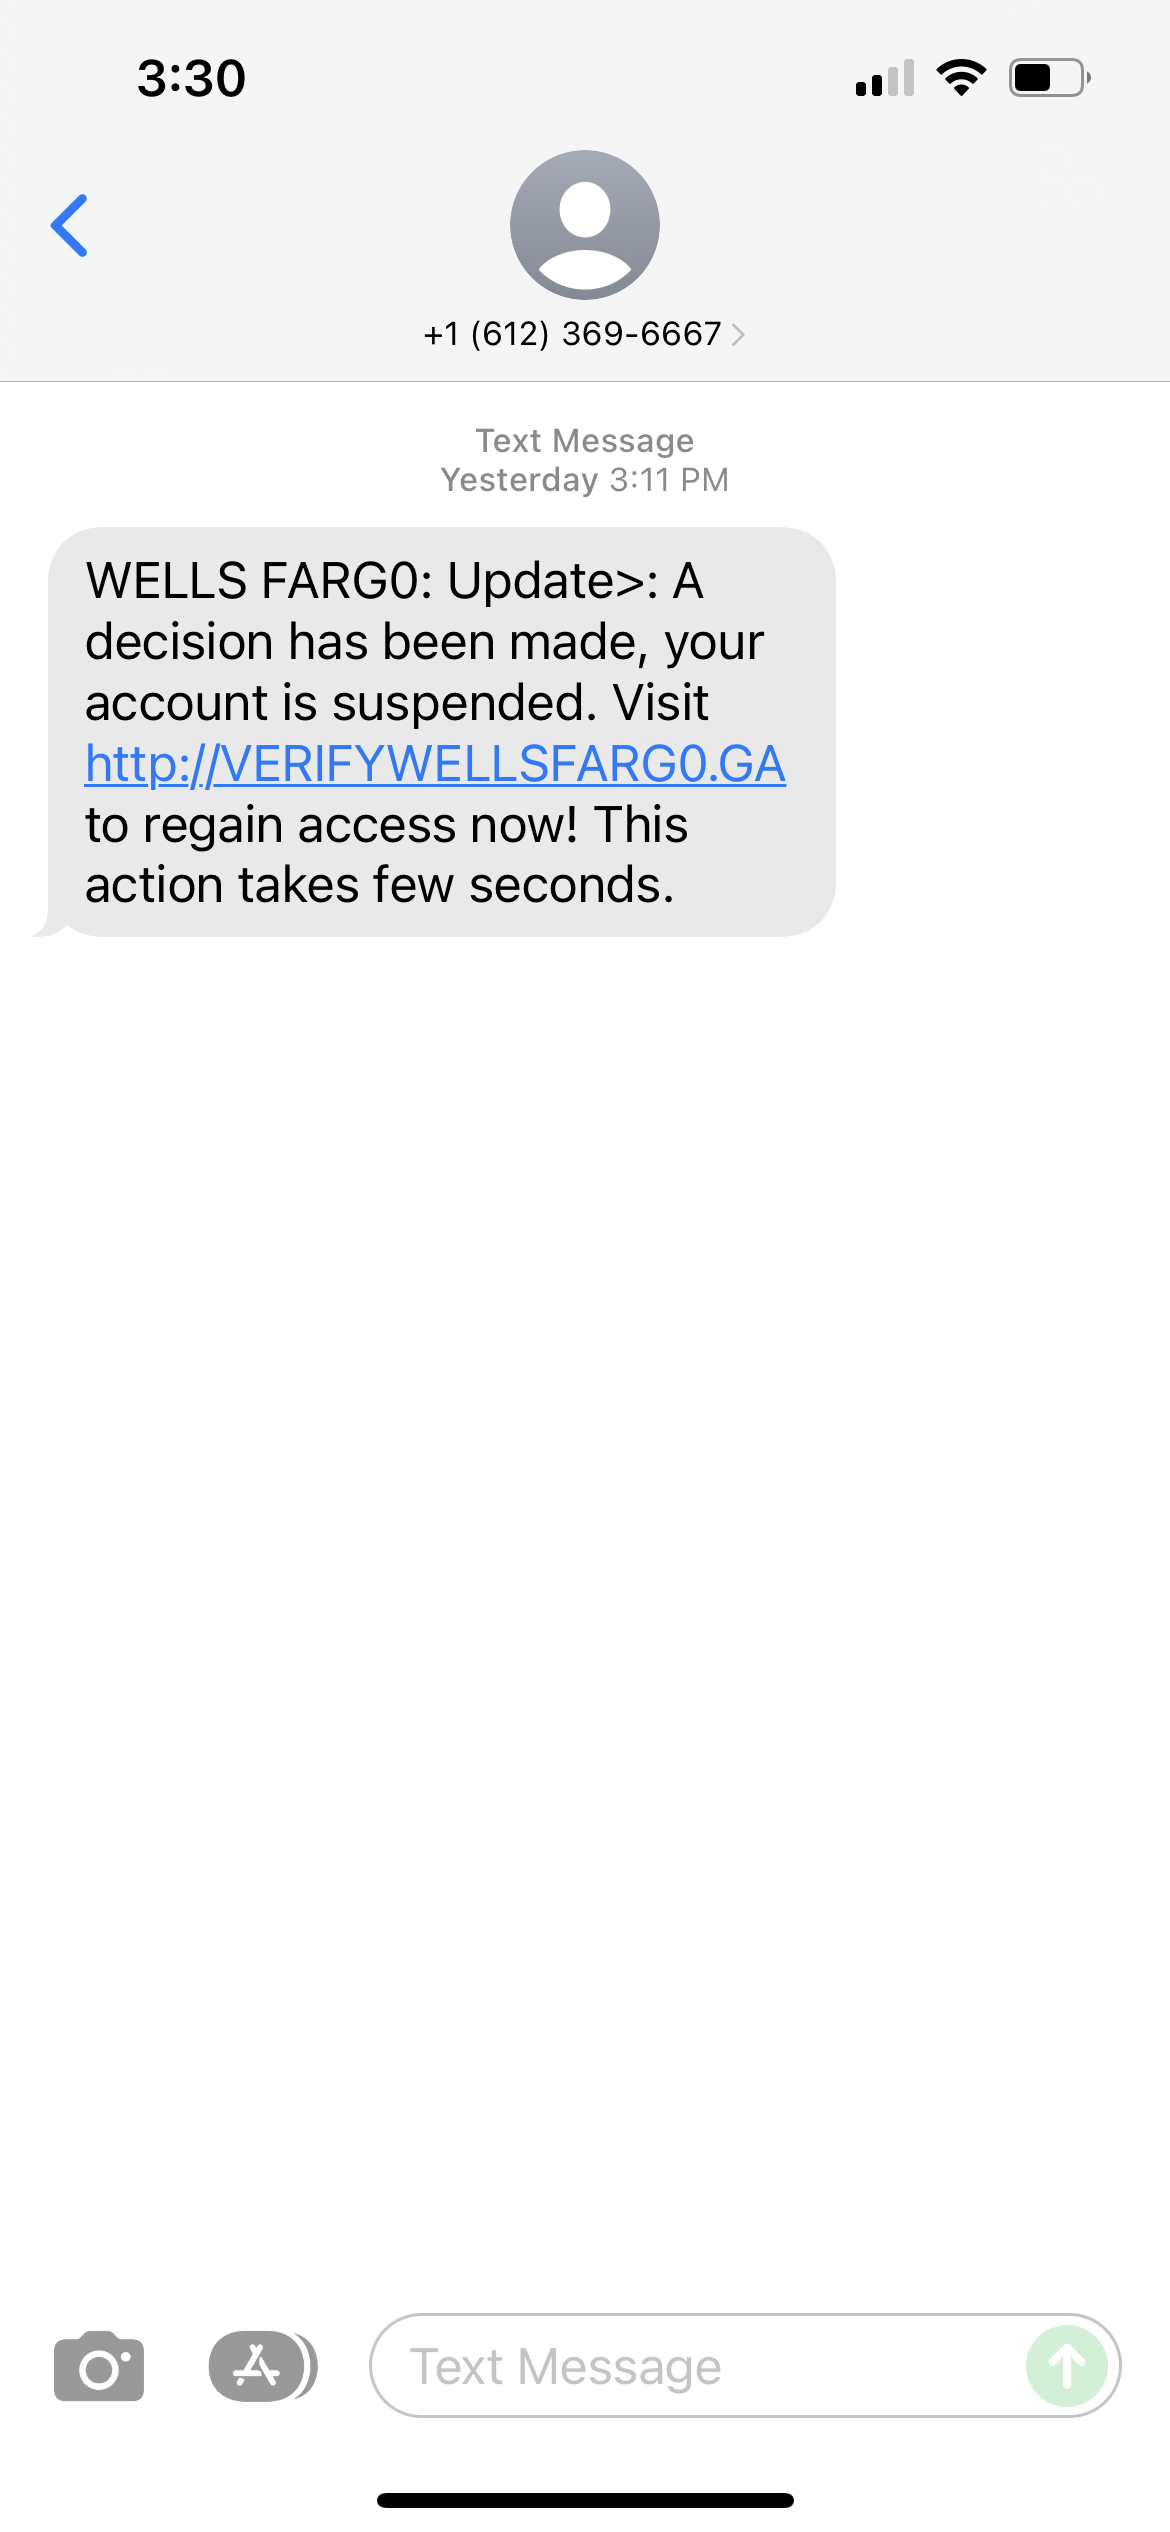 3:30
+1 (612) 369-6667
Text Message
Yesterday 3:11 PM
WELLS FARG0: Update>: A
decision has been made, your
account is suspended. Visit
http://VERIFYWELLSFARG0.GA
to regain access now! This
action takes few seconds.
Text Message